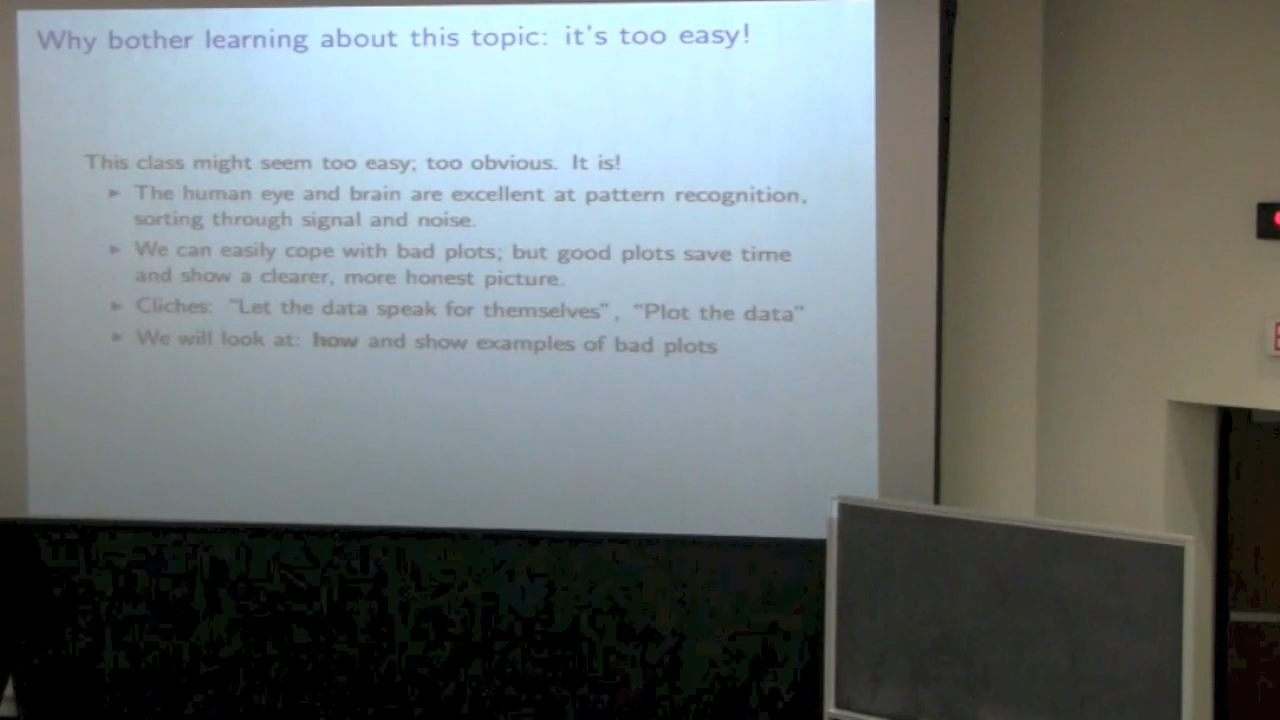 Why bother learning about this topic: it's too easy!
This class might seem too easy; too obvious. It is!
► The human eye and brain are excellent at pattern recognition,
sorting through signal and noise.
► We can easily cope with bad plots; but good plots save time
and show a clearer, more honest picture.
► Cliches: "Let the data speak for themselves", "Plot the data"
► We will look at: how and show examples of bad plots